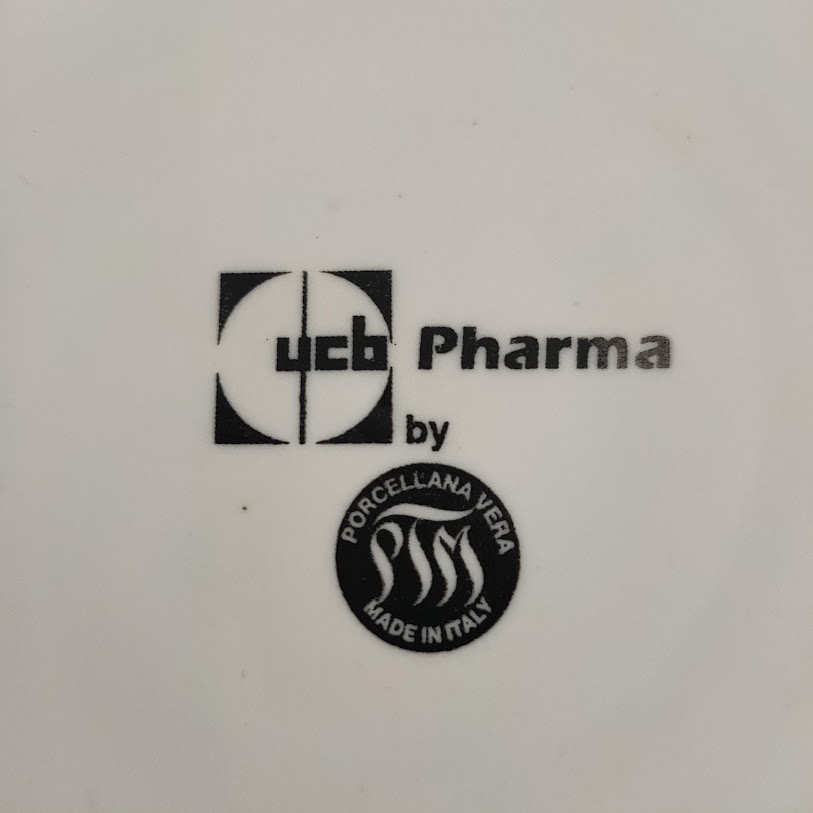 ucb Pharma
by
PORCELLANA VERA
PTM
MADE IN ITALY